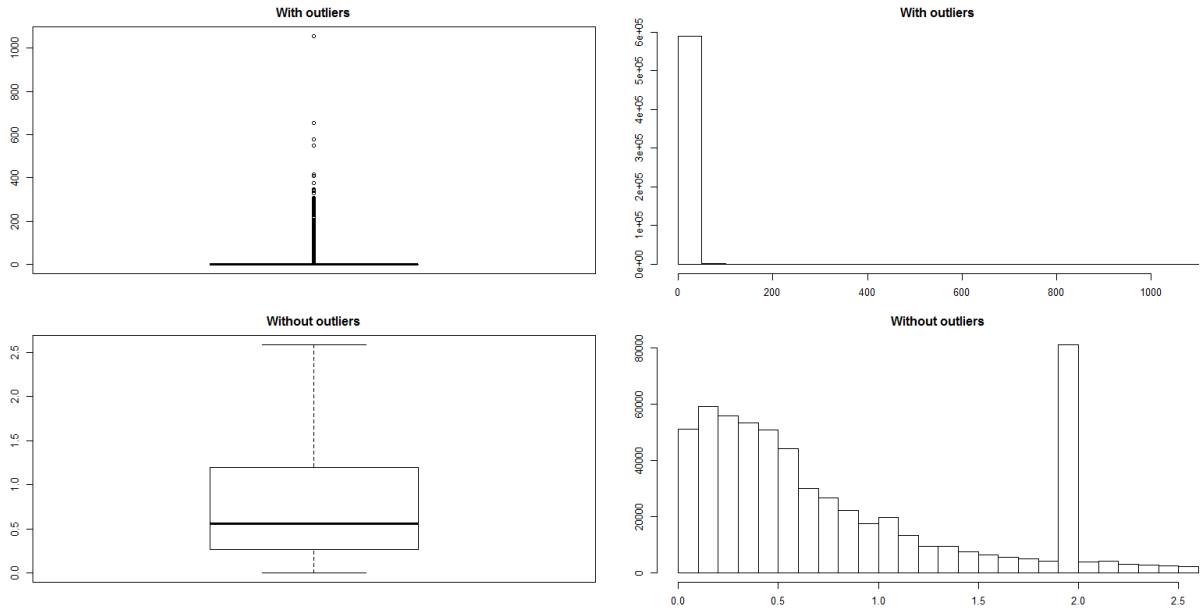 With outliers
1000
800
600
400
200
0
With outliers
6e+05
5e+05
4e+05
3e+05
2e+05
1e+05
0e+00
0 200 400 600 800 1000
Without outliers
2.5
2.0
1.5
1.0
0.5
0.0
Without outliers
80000
60000
40000
20000
0
0.0 0.5 1.0 1.5 2.0 2.5